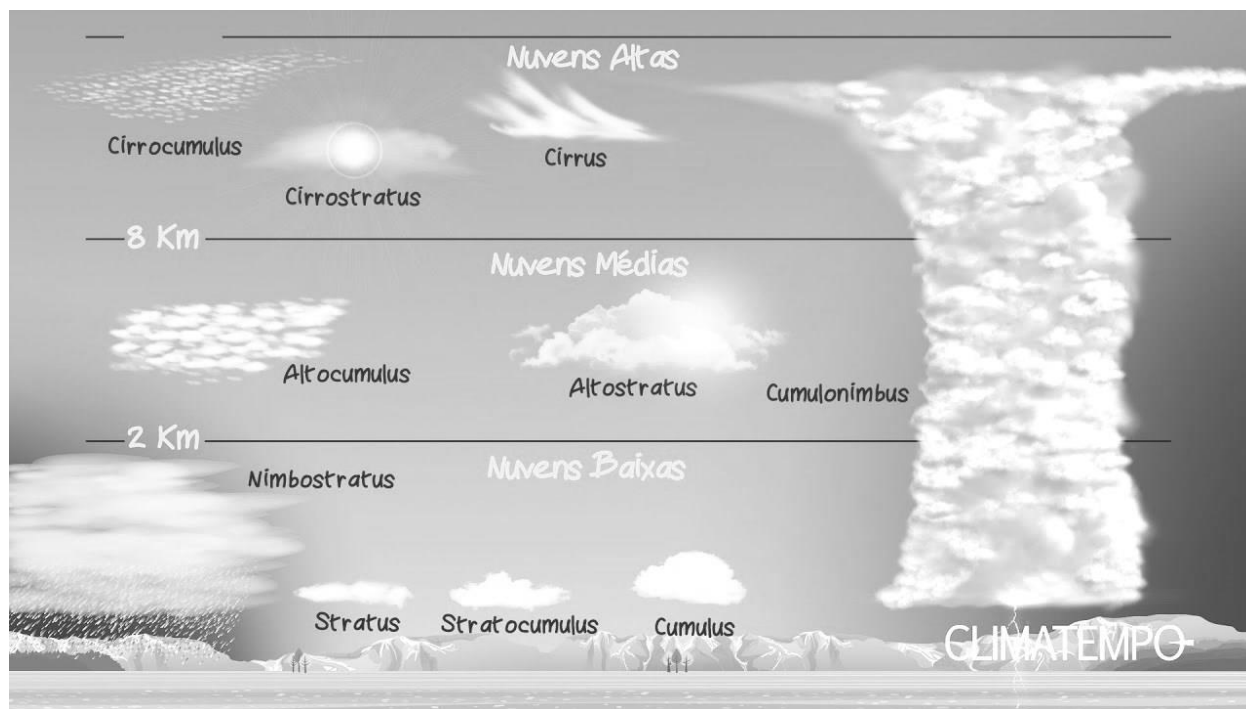 Nuvens Altas
Cirrocumulus
Cirrus
Cirrostratus
8 Km
Nuvens Médias
Altocumulus
Altostratus
Cumulonimbus
2 Km
Nuvens Baixas
Nimbostratus
Stratus
Stratocumulus
Cumulus
CLIMATEMPO